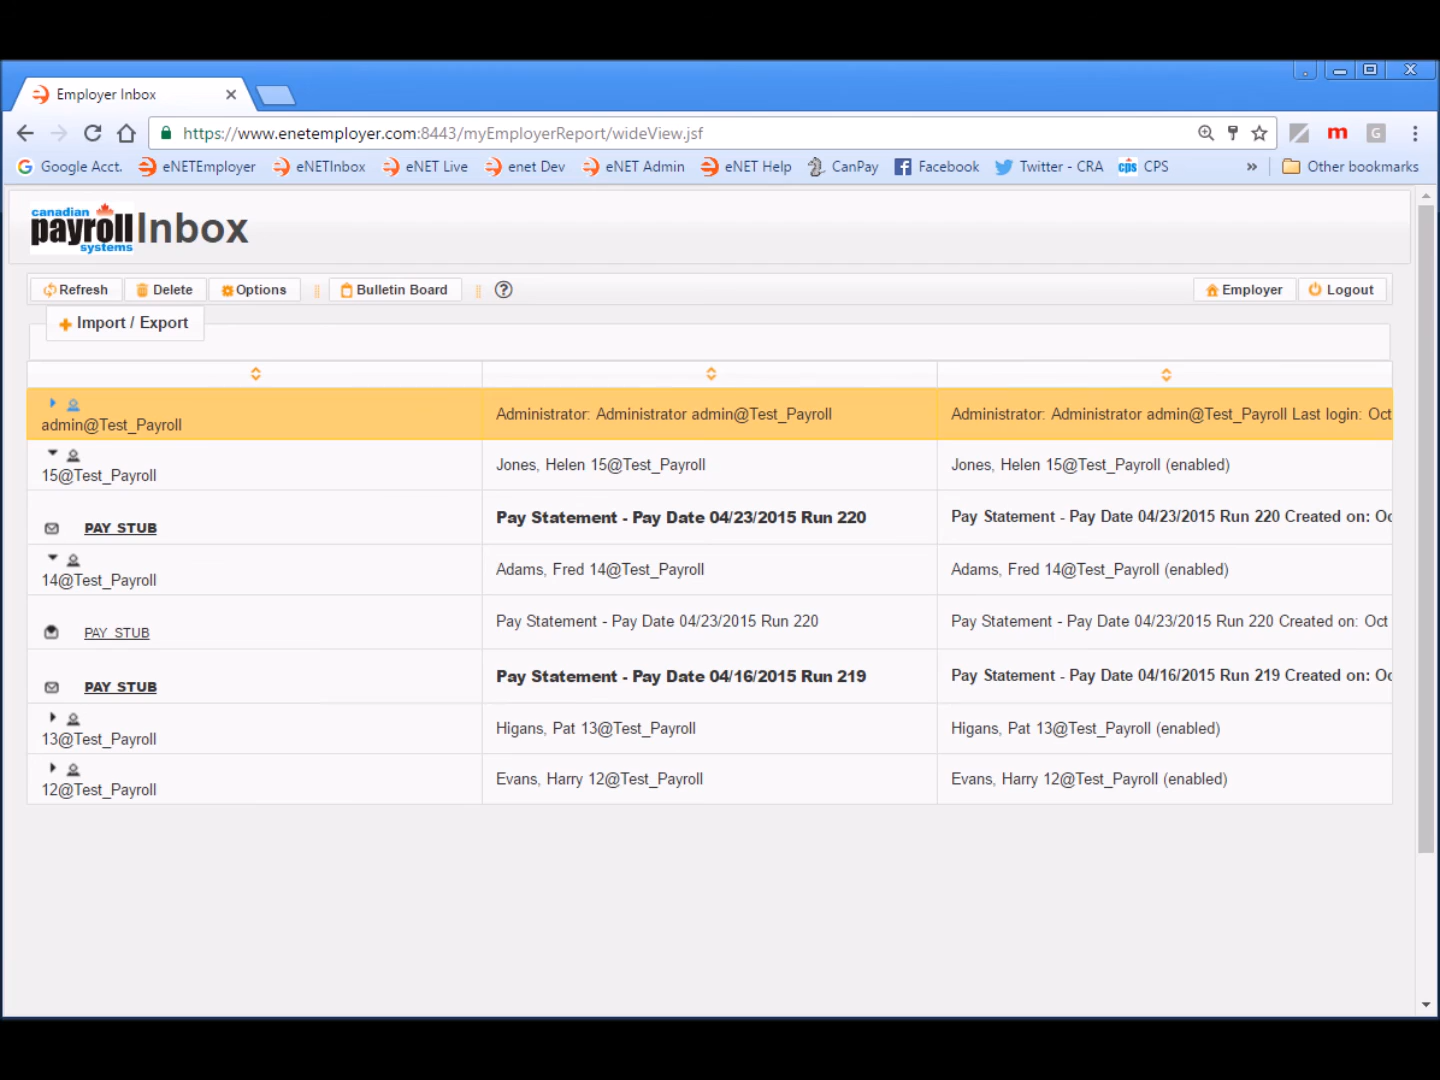 Employer Inbox
https://www.enetemployer.com:8443/myEmployerReport/wideView.jsf
m
G
Google Acct. eNETEmployer eNETInbox eNET Live enet Dev eNET Admin eNET Help CanPay Facebook Twitter - CRA cps CPS » Other bookmarks
canadian
payroll Inbox
systems
Refresh Delete Options Bulletin Board ? Employer Logout
Import / Export
admin@Test_Payroll Administrator: Administrator admin@Test_Payroll Administrator: Administrator admin@Test_Payroll Last login: Oct
15@Test_Payroll Jones, Helen 15@Test_Payroll Jones, Helen 15@Test_Payroll (enabled)
PAY STUB Pay Statement - Pay Date 04/23/2015 Run 220 Pay Statement - Pay Date 04/23/2015 Run 220 Created on: Oc
14@Test_Payroll Adams, Fred 14@Test_Payroll Adams, Fred 14@Test_Payroll (enabled)
PAY STUB Pay Statement - Pay Date 04/23/2015 Run 220 Pay Statement - Pay Date 04/23/2015 Run 220 Created on: Oct
PAY STUB Pay Statement - Pay Date 04/16/2015 Run 219 Pay Statement - Pay Date 04/16/2015 Run 219 Created on: Oc
13@Test_Payroll Higans, Pat 13@Test_Payroll Higans, Pat 13@Test_Payroll (enabled)
12@Test_Payroll Evans, Harry 12@Test_Payroll Evans, Harry 12@Test_Payroll (enabled)